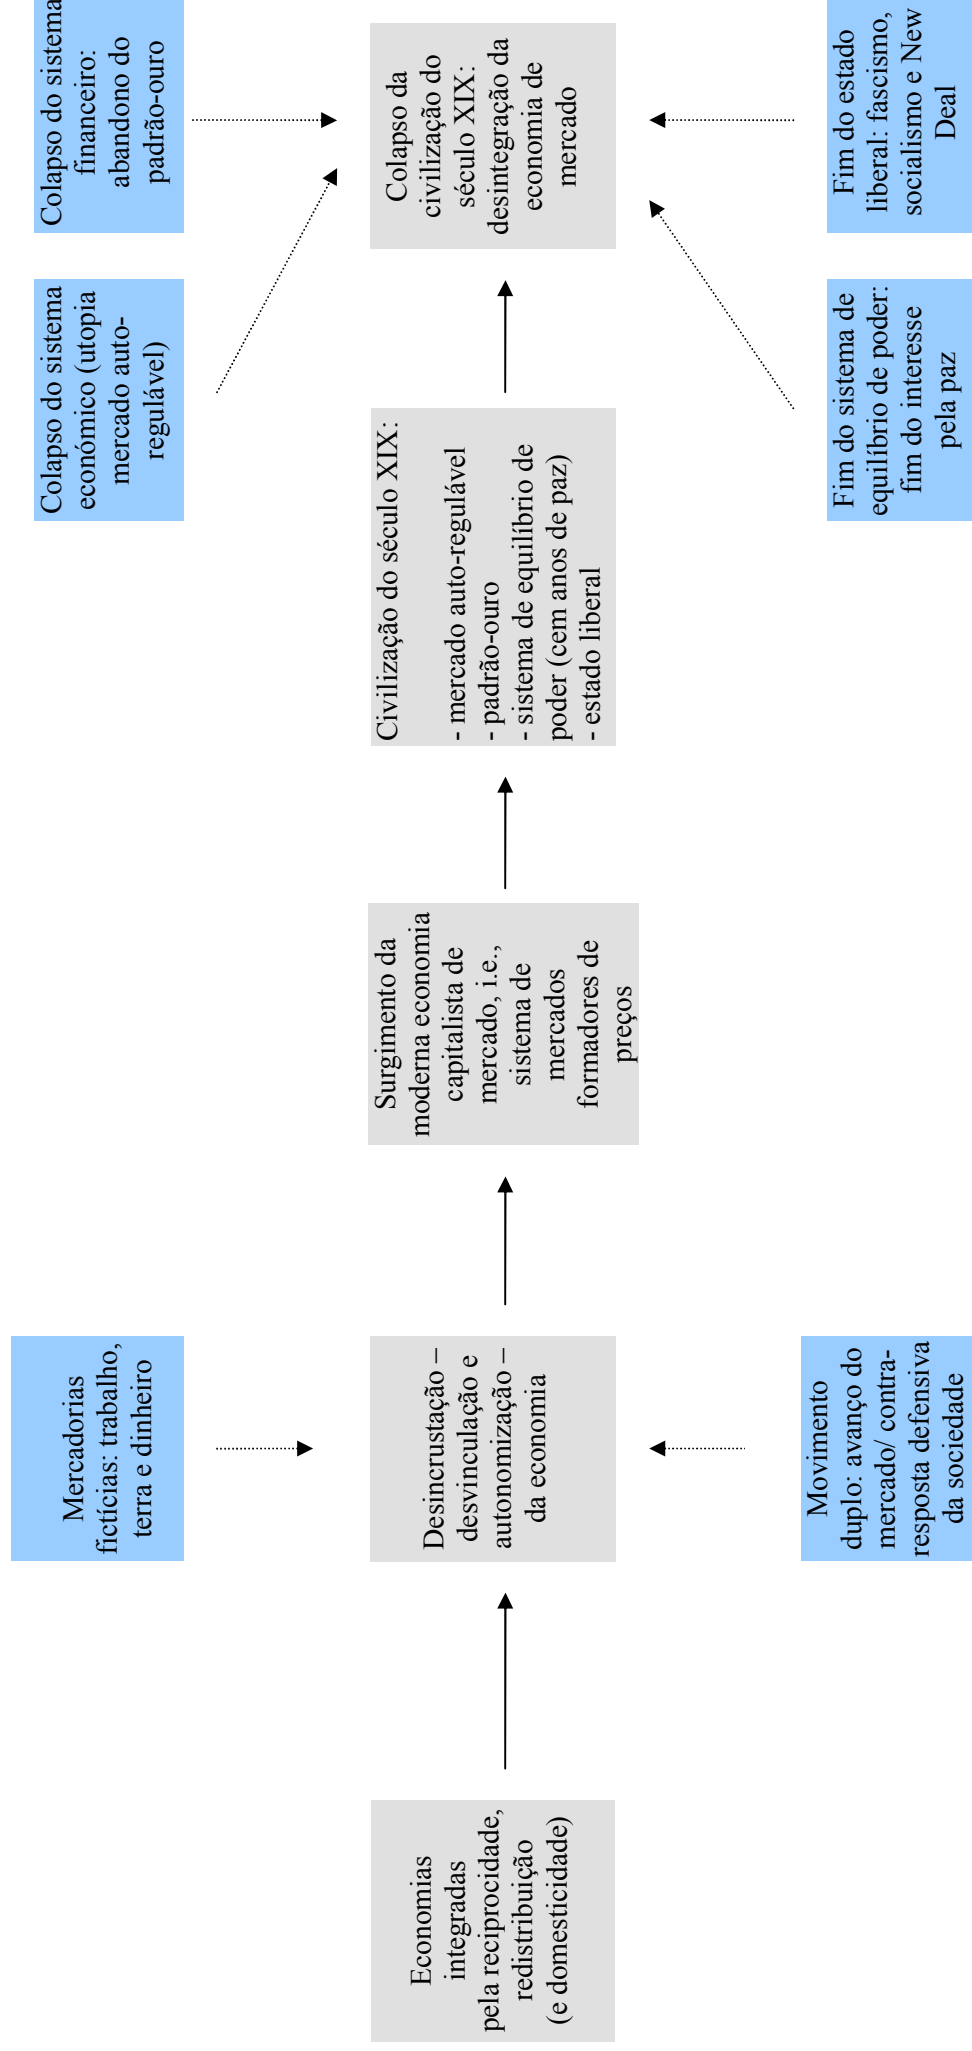 Mercadorias
fictícias: trabalho,
terra e dinheiro
Colapso do sistema
económico (utopia
mercado auto-
regulável)
Colapso do sistema
financeiro:
abandono do
padrão-ouro
Economias
integradas
pela reciprocidade,
redistribuição
(e domesticidade)
Desincrustação –
desvinculação e
autonomização –
da economia
Surgimento da
moderna economia
capitalista de
mercado, i.e.,
sistema de
mercados
formadores de
preços
Civilização do século XIX:
- mercado auto-regulável
- padrão-ouro
- sistema de equilíbrio de
poder (cem anos de paz)
- estado liberal
Colapso da
civilização do
século XIX:
desintegração da
economia de
mercado
Movimento
duplo: avanço do
mercado/ contra-
resposta defensiva
da sociedade
Fim do sistema de
equilíbrio de poder:
fim do interesse
pela paz
Fim do estado
liberal: fascismo,
socialismo e New
Deal